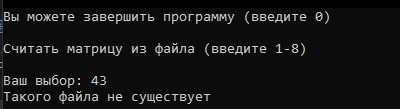 Вы можете завершить программу (введите 0)
Считать матрицу из файла (введите 1-8)
Ваш выбор: 43
Такого файла не существует